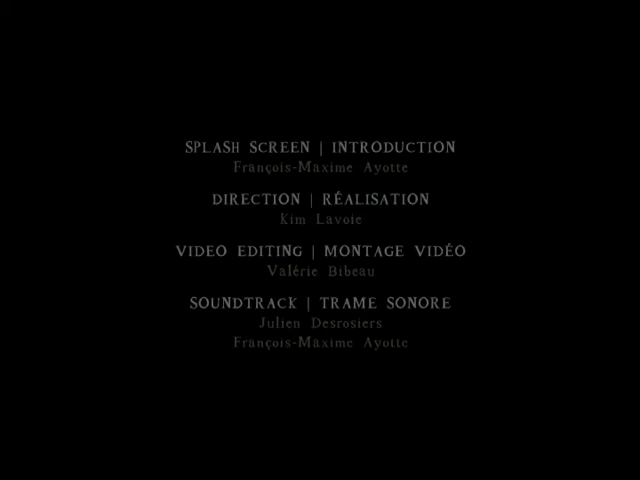 SPLASH SCREEN | INTRODUCTION
François-Maxime Ayotte
DIRECTION | RÉALISATION
Kim Lavoie
VIDEO EDITING | MONTAGE VIDÉO
Valérie Bibeau
SOUNDTRACK | TRAME SONORE
Julien Desrosiers
François-Maxime Ayotte